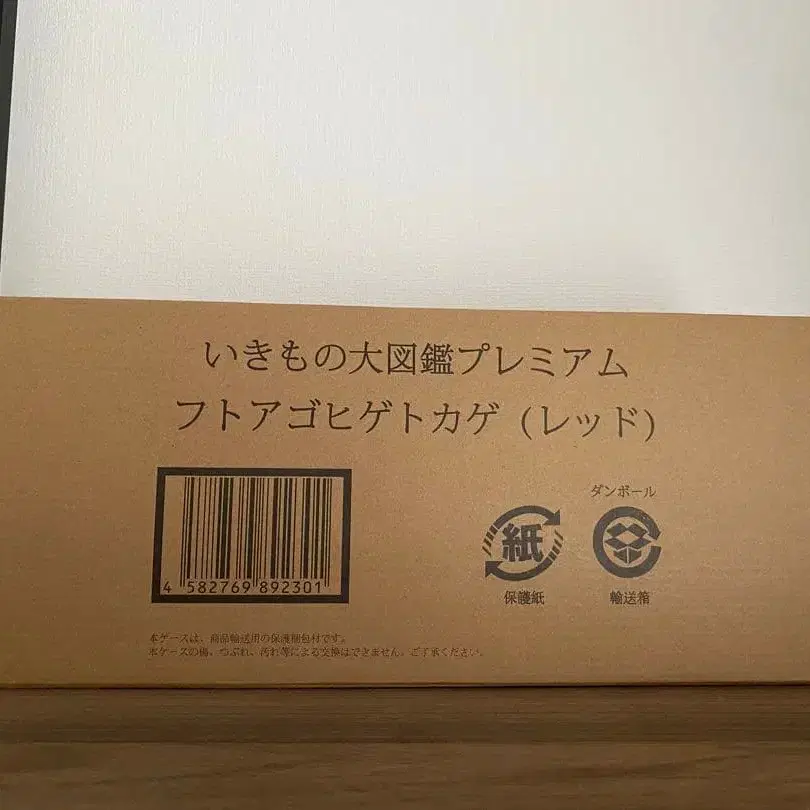 いきもの大図鑑プレミアム
フトアゴヒゲトカゲ (レッド)
4 582769 892301
ダンボール
紙
保護紙
輸送箱
本ケースは、商品輸送用の保護梱包材です。
本ケースの傷、つぶれ、汚れ等による交換はできません。ご了承ください。